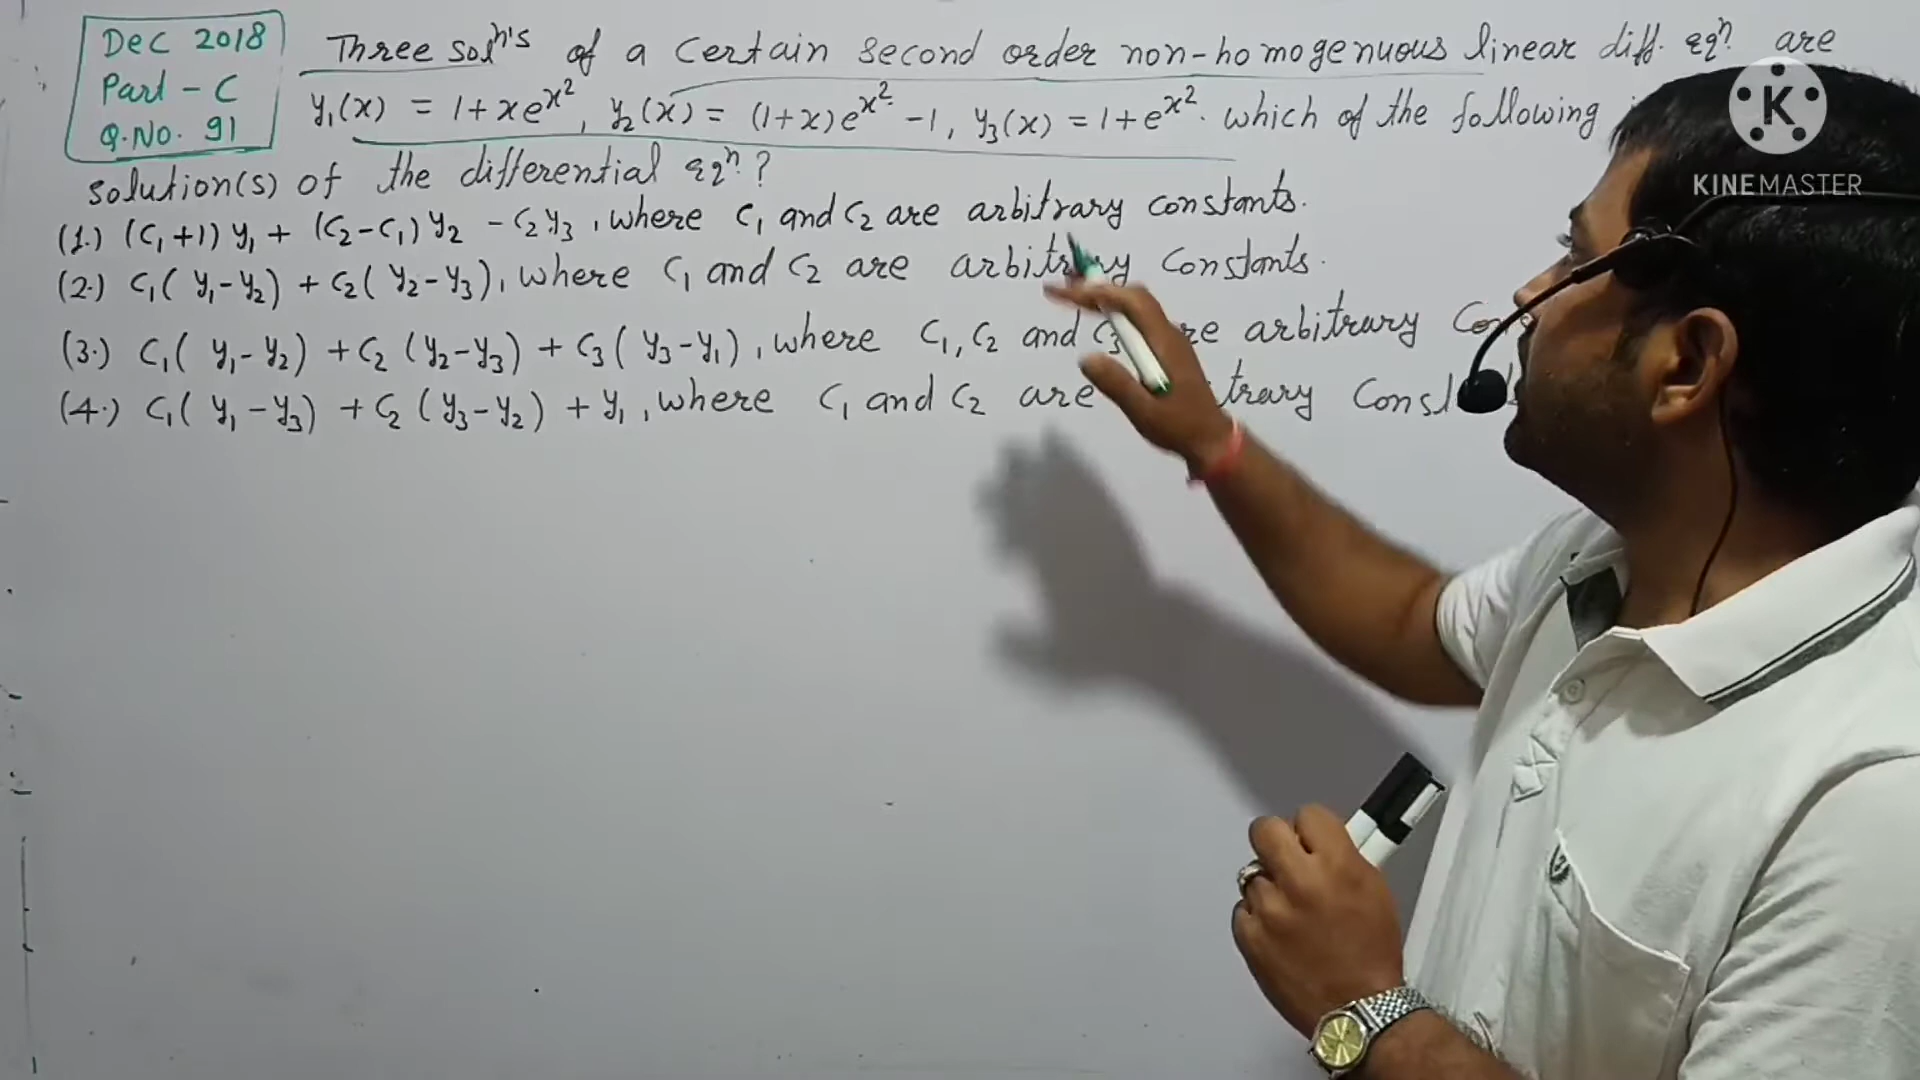 Dec 2018
Part - C
Q.No. 91
Three solⁿ's of a certain second order non-homogenuous linear diff. eqⁿ. are
y₁(x) = 1+xe^x², y₂(x) = (1+x)e^x² -1, y₃(x) = 1+e^x². which of the following
solution(s) of the differential eqⁿ. ?
(1.) (C₁+1) y₁ + (C₂-C₁) y₂ - C₂.y₃, where C₁ and C₂ are arbitrary constants.
(2.) C₁( y₁-y₂) + C₂( y₂-y₃), where C₁ and C₂ are arbitrary Constants.
(3.) C₁( y₁-y₂) + C₂ (y₂-y₃) + C₃ ( y₃-y₁), where C₁, C₂ and C₃ arbitrary
(4.) C₁( y₁-y₃) + C₂ ( y₃-y₂) + y₁, where C₁ and C₂ are
K
KINEMASTER